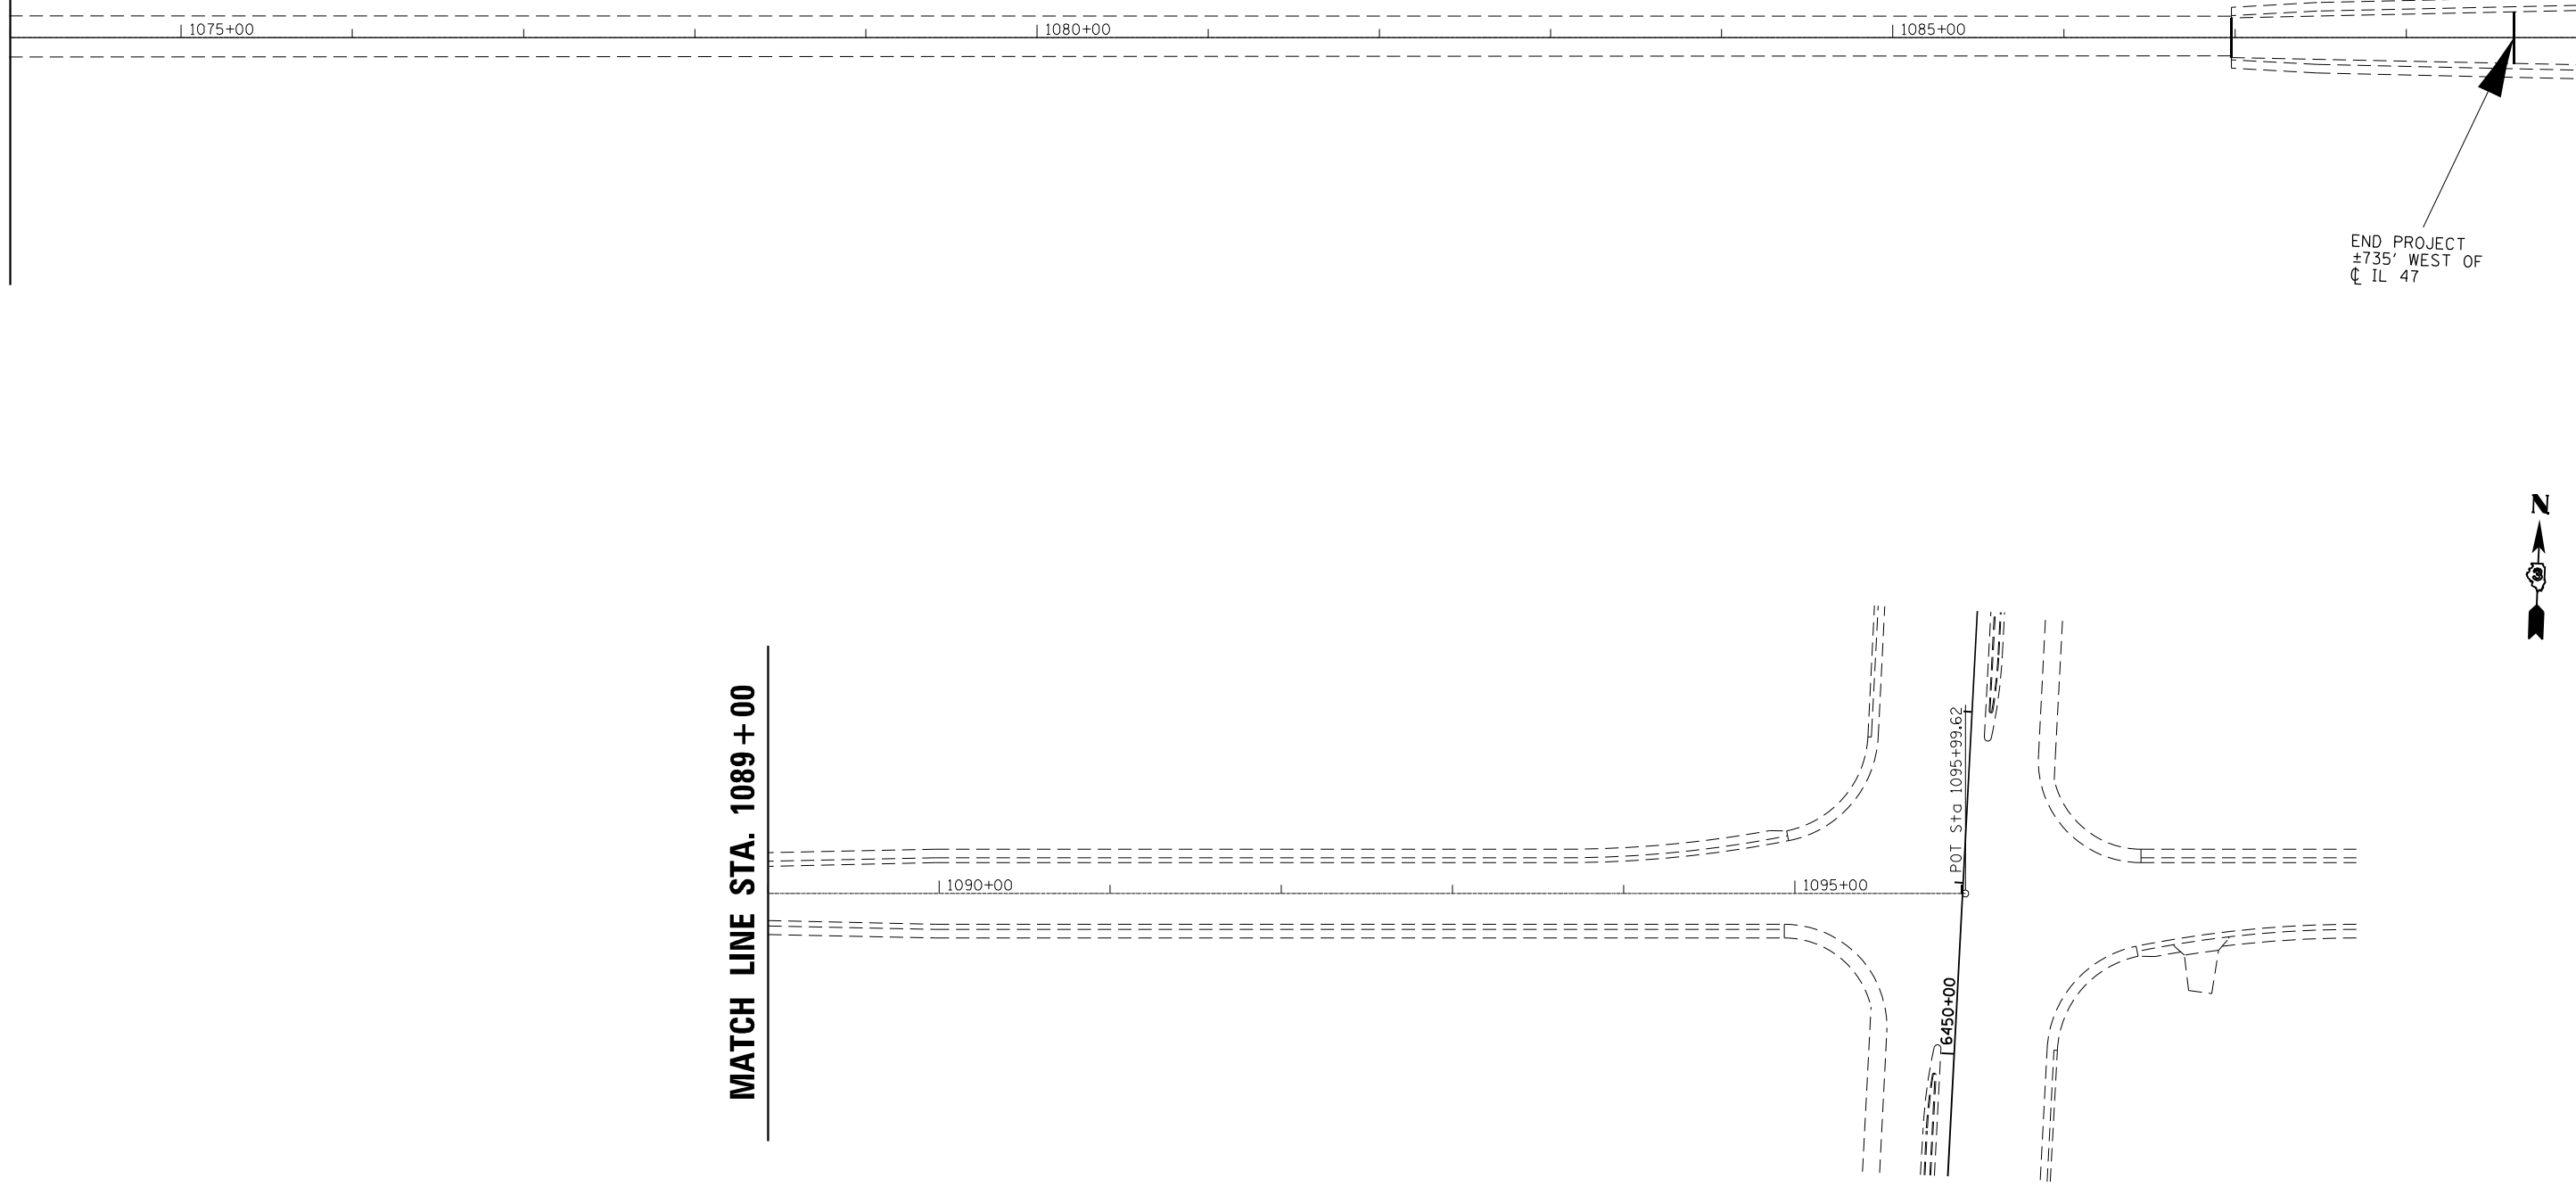 1075+00
1080+00
1085+00
END PROJECT
±735' WEST OF
℄ IL 47
N
3
MATCH LINE STA. 1089+00
1090+00
1095+00
POT Sta 1095+99.62
6450+00